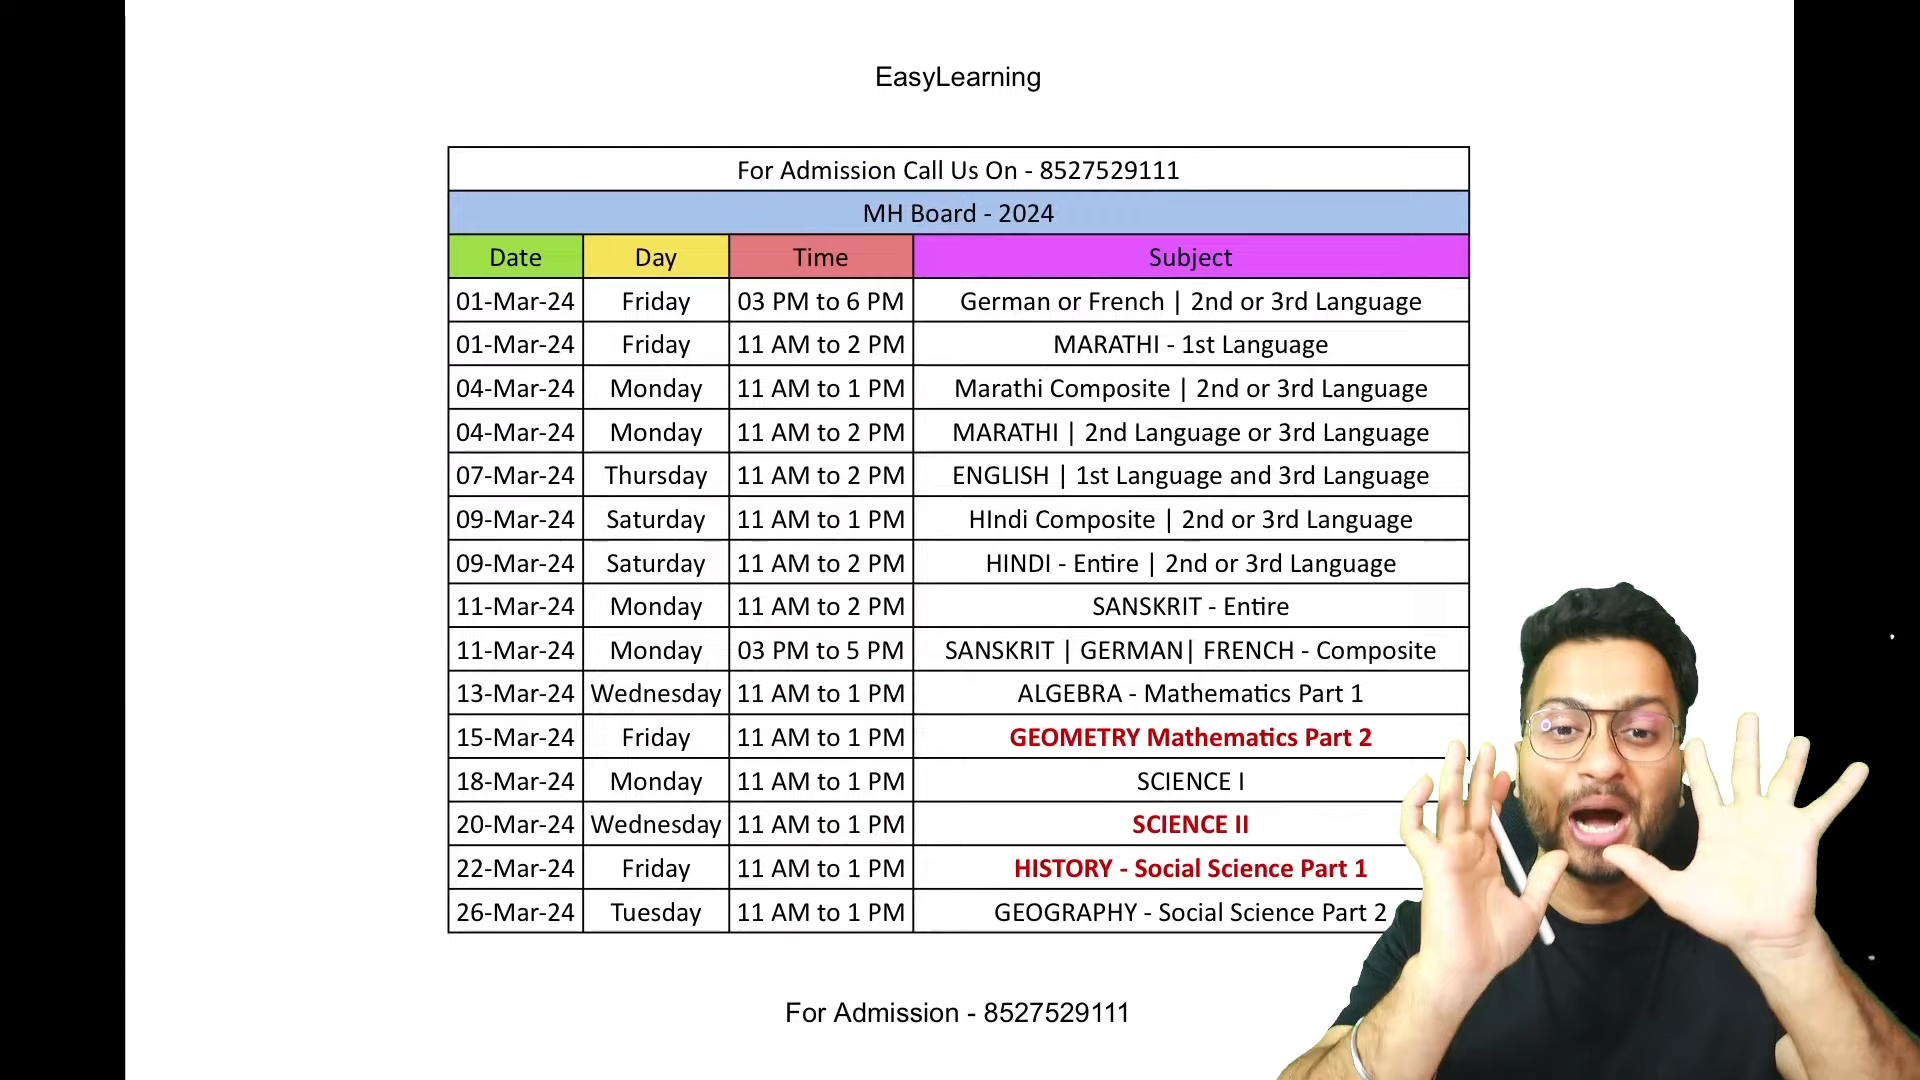 EasyLearning
For Admission Call Us On - 8527529111
MH Board - 2024
Date Day Time Subject
01-Mar-24 Friday 03 PM to 6 PM German or French | 2nd or 3rd Language
01-Mar-24 Friday 11 AM to 2 PM MARATHI - 1st Language
04-Mar-24 Monday 11 AM to 1 PM Marathi Composite | 2nd or 3rd Language
04-Mar-24 Monday 11 AM to 2 PM MARATHI | 2nd Language or 3rd Language
07-Mar-24 Thursday 11 AM to 2 PM ENGLISH | 1st Language and 3rd Language
09-Mar-24 Saturday 11 AM to 1 PM HIndi Composite | 2nd or 3rd Language
09-Mar-24 Saturday 11 AM to 2 PM HINDI - Entire | 2nd or 3rd Language
11-Mar-24 Monday 11 AM to 2 PM SANSKRIT - Entire
11-Mar-24 Monday 03 PM to 5 PM SANSKRIT | GERMAN| FRENCH - Composite
13-Mar-24 Wednesday 11 AM to 1 PM ALGEBRA - Mathematics Part 1
15-Mar-24 Friday 11 AM to 1 PM GEOMETRY Mathematics Part 2
18-Mar-24 Monday 11 AM to 1 PM SCIENCE I
20-Mar-24 Wednesday 11 AM to 1 PM SCIENCE II
22-Mar-24 Friday 11 AM to 1 PM HISTORY - Social Science Part 1
26-Mar-24 Tuesday 11 AM to 1 PM GEOGRAPHY - Social Science Part 2
For Admission - 8527529111